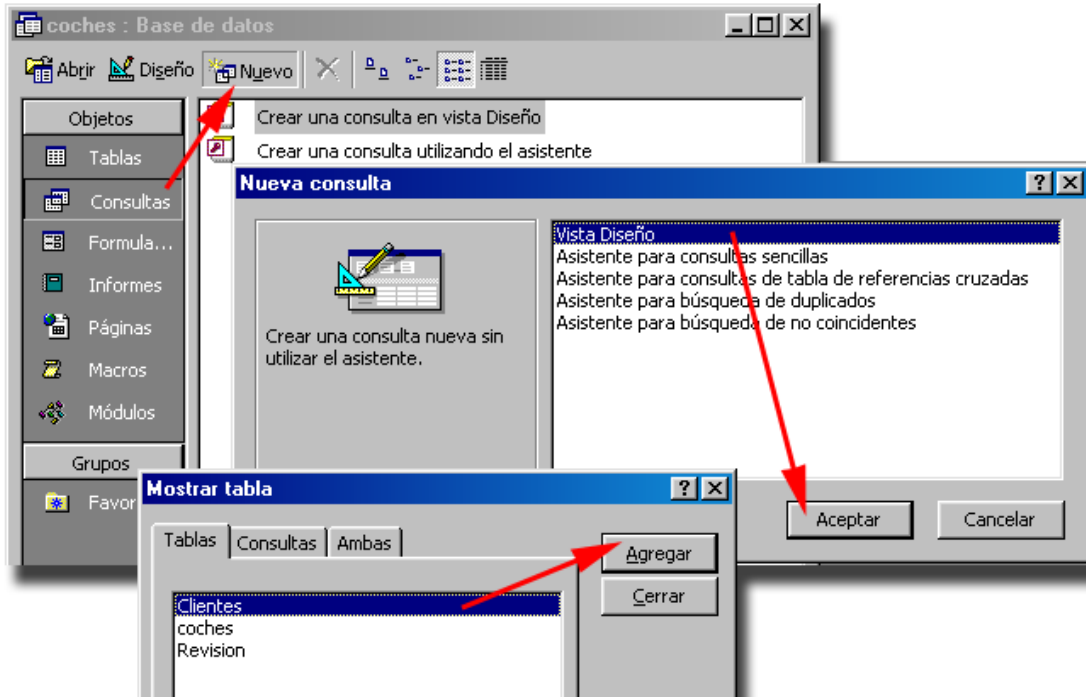 coches : Base de datos
Abrir Diseño Nuevo
Objetos
Tablas
Consultas
Formula...
Informes
Páginas
Macros
Módulos
Grupos
Favor
Crear una consulta en vista Diseño
Crear una consulta utilizando el asistente
Nueva consulta
Crear una consulta nueva sin
utilizar el asistente.
Vista Diseño
Asistente para consultas sencillas
Asistente para consultas de tabla de referencias cruzadas
Asistente para búsqueda de duplicados
Asistente para búsqueda de no coincidentes
Aceptar Cancelar
Mostrar tabla
Tablas Consultas Ambas
Clientes
coches
Revision
Agregar
Cerrar